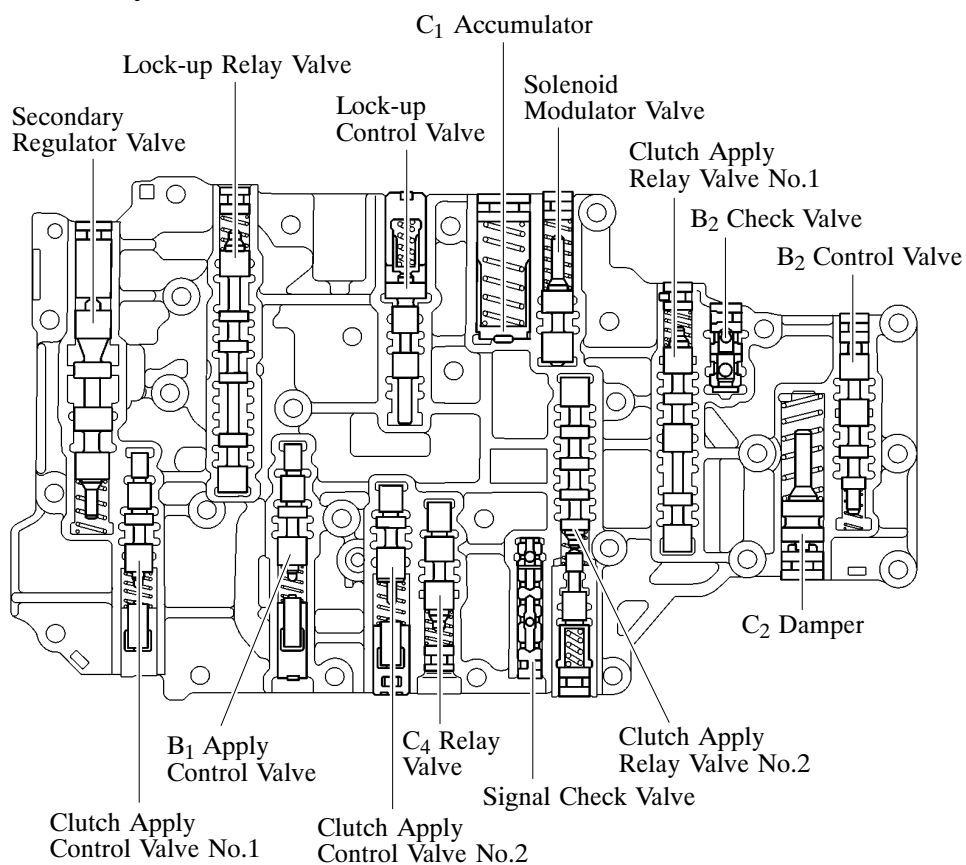 C1 Accumulator
Lock-up Relay Valve
Solenoid
Modulator Valve
Lock-up
Control Valve
Secondary
Regulator Valve
Clutch Apply
Relay Valve No.1
B2 Check Valve
B2 Control Valve
C2 Damper
B1 Apply
Control Valve
C4 Relay
Valve
Clutch Apply
Relay Valve No.2
Signal Check Valve
Clutch Apply
Control Valve No.1
Clutch Apply
Control Valve No.2